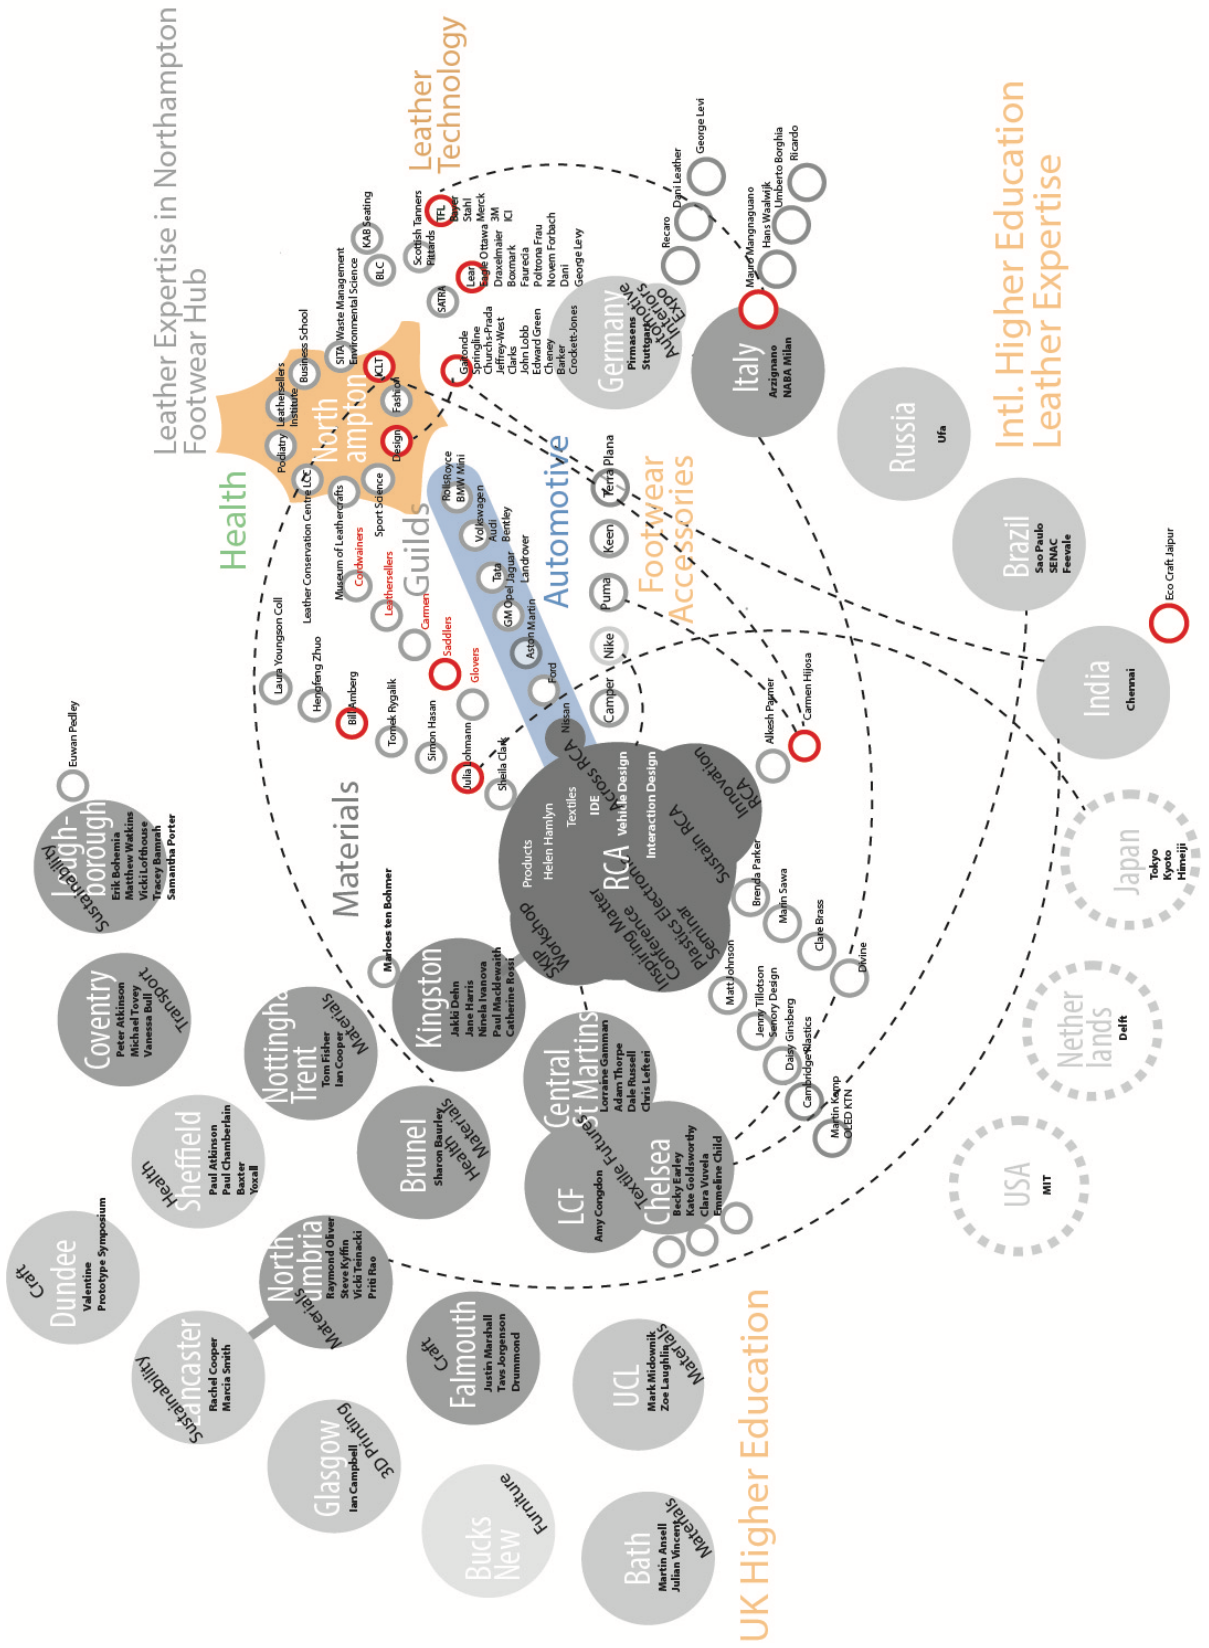 Leather Expertise in Northampton
Footwear Hub
Leather
Technology
Intl. Higher Education
Leather Expertise
UK Higher Education
Health
Guilds
Materials
Automotive
Footwear
Accessories
Dundee
Craft
Valentine
Prototype Symposium
Lancaster
Sustainability
Rachel Cooper
Marcia Smith
Glasgow
3D Printing
Ian Campbell
Bucks
New
Furniture
Bath
Materials
Martin Ansell
Julian Vincent
UCL
Materials
Mark Midownik
Zoe Laughlin
Falmouth
Craft
Justin Marshall
Tavs Jorgenson
Drummond
North
umbria
Materials
Raymond Oliver
Steve Kyffin
Vicki Teinacki
Priti Rao
Sheffield
Health
Paul Atkinson
Paul Chamberlain
Baxter
Yoxall
Coventry
Transport
Peter Atkinson
Michael Tovey
Vanessa Bull
Lough-
borough
Sustainability
Erik Bohemia
Matthew Watkins
Vicki Lofthouse
Tracey Bamrah
Samantha Porter
Euwan Pedley
Nottingha
Trent
Materials
Tom Fisher
Ian Cooper
Brunel
Health
Materials
Sharon Baurley
Kingston
Jakki Dehn
Jane Harris
Ninela Ivanova
Paul Macklewaith
Catherine Rossi
Marloes ten Bohmer
Central
St Martins
Lorraine Gamman
Adam Thorpe
Dale Russell
Chris Lefteri
LCF
Amy Congdon
Textile Futures
Chelsea
Becky Earley
Kate Goldsworthy
Clara Vuvela
Emmeline Child
RCA
Products
Helen Hamlyn
Textiles
IDE
Vehicle Design
Interaction Design
Across RCA
SKIP
Workshop
Inspiring Matter
Conference
Plastics Electronic
Seminar
Sustain RCA
Innovation
RCA
Laura Youngson Coll
Hengfeng Zhuo
Bill Amberg
Tomek Rygalik
Simon Hasan
Julia Lohmann
Sheila Clark
Cordwainers
Leathersellers
Carmen
Saddlers
Glovers
North
ampton
Podiatry
Leathersellers
Institute
Business School
SITA Waste Management
Environmental Science
ICLT
Fashion
Design
Sport Science
Museum of Leathercrafts
Leather Conservation Centre LCC
KAB Seating
BLC
Scottish Tanners
Pittards
SATRA
TFL
Bayer
Stahl
Merck
3M
ICI
Lear
Eagle Ottawa
Draxelmaier
Boxmark
Faurecia
Poltrona Frau
Novem Forbach
Dani
George Levy
Gaconde
Springline
Churchs-Prada
Jeffrey-West
Clarks
John Lobb
Edward Green
Cheney
Barker
Crockett-Jones
RollsRoyce
BMW Mini
Volkswagen
Audi
Bentley
Tata
Jaguar
Landrover
GM Opel
Aston Martin
Ford
Nissan
Camper
Nike
Puma
Keen
Terra Plana
Alkesh Parmer
Carmen Hijosa
Brenda Parker
Marin Sawa
Clare Brass
Divine
Matt Johnson
Jenny Tillotson
Sensory Design
Daisy Ginsberg
Cambridge Plastics
Martin Kemp
OLED KTN
Germany
Automotive
Interiors
Expo
Pirmasens
Stuttgart
Recaro
Dani Leather
George Levi
Italy
Arzignano
NABA Milan
Mauro Mangnaguano
Hans Waalwijk
Umberto Borghia
Ricardo
Russia
Ufa
Brazil
Sao Paulo
SENAC
Feevale
India
Chennai
Eco Craft Jaipur
Japan
Tokyo
Kyoto
Himeiji
Nether
lands
Delft
USA
MIT